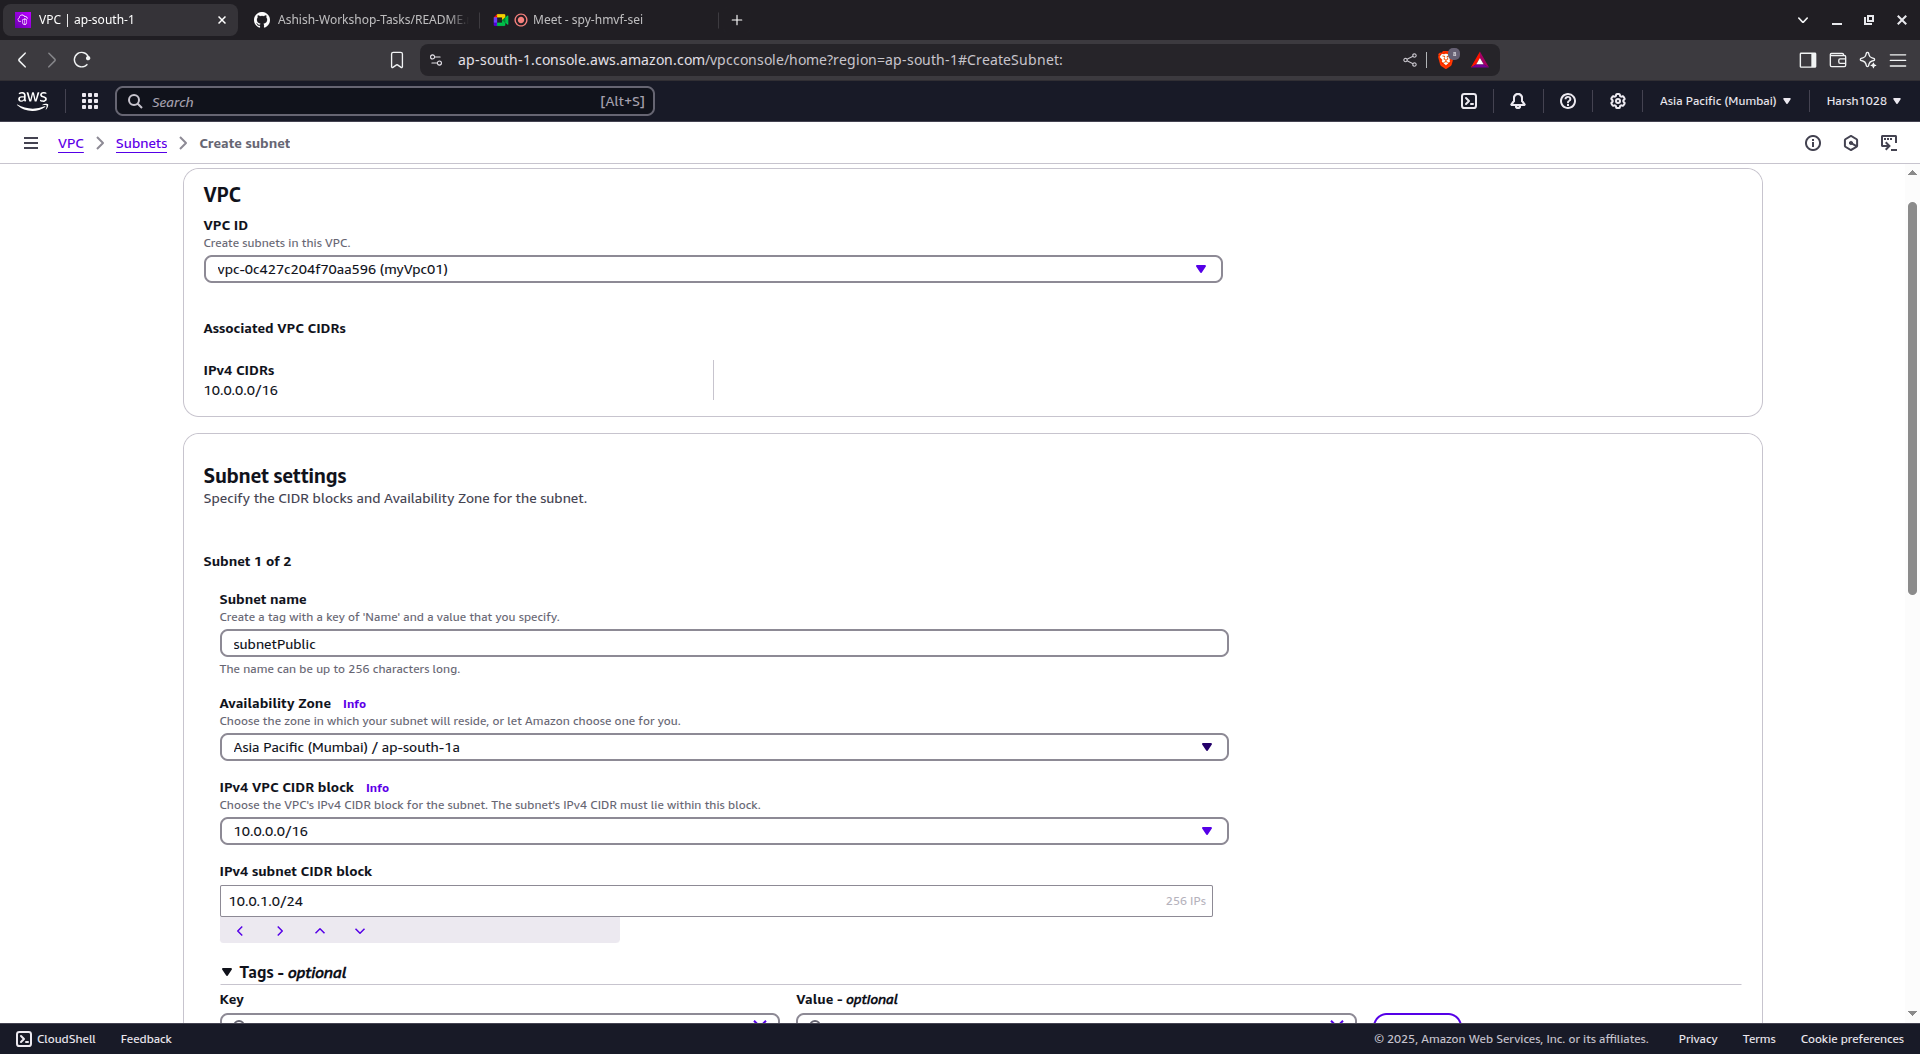 VPC | ap-south-1
Ashish-Workshop-Tasks/README.
Meet - spy-hmvf-sei
ap-south-1.console.aws.amazon.com/vpcconsole/home?region=ap-south-1#CreateSubnet:
8
aws
Search
[Alt+S]
Asia Pacific (Mumbai)
Harsh1028
VPC
Subnets
Create subnet
VPC
VPC ID
Create subnets in this VPC.
vpc-0c427c204f70aa596 (myVpc01)
Associated VPC CIDRs
IPv4 CIDRs
10.0.0.0/16
Subnet settings
Specify the CIDR blocks and Availability Zone for the subnet.
Subnet 1 of 2
Subnet name
Create a tag with a key of 'Name' and a value that you specify.
subnetPublic
The name can be up to 256 characters long.
Availability Zone Info
Choose the zone in which your subnet will reside, or let Amazon choose one for you.
Asia Pacific (Mumbai) / ap-south-1a
IPv4 VPC CIDR block Info
Choose the VPC's IPv4 CIDR block for the subnet. The subnet's IPv4 CIDR must lie within this block.
10.0.0.0/16
IPv4 subnet CIDR block
10.0.1.0/24
256 IPs
Tags - optional
Key
Value - optional
CloudShell
Feedback
© 2025, Amazon Web Services, Inc. or its affiliates.
Privacy
Terms
Cookie preferences